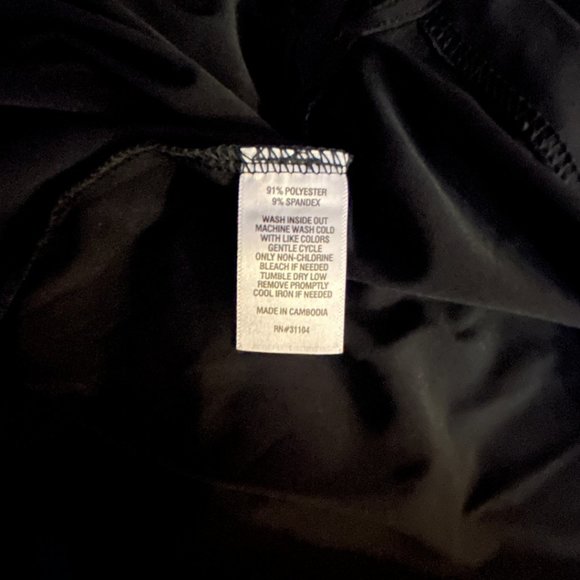 91% POLYESTER
9% SPANDEX
WASH INSIDE OUT
MACHINE WASH COLD
WITH LIKE COLORS
GENTLE CYCLE
ONLY NON-CHLORINE
BLEACH IF NEEDED
TUMBLE DRY LOW
REMOVE PROMPTLY
COOL IRON IF NEEDED
MADE IN CAMBODIA
RN#31104